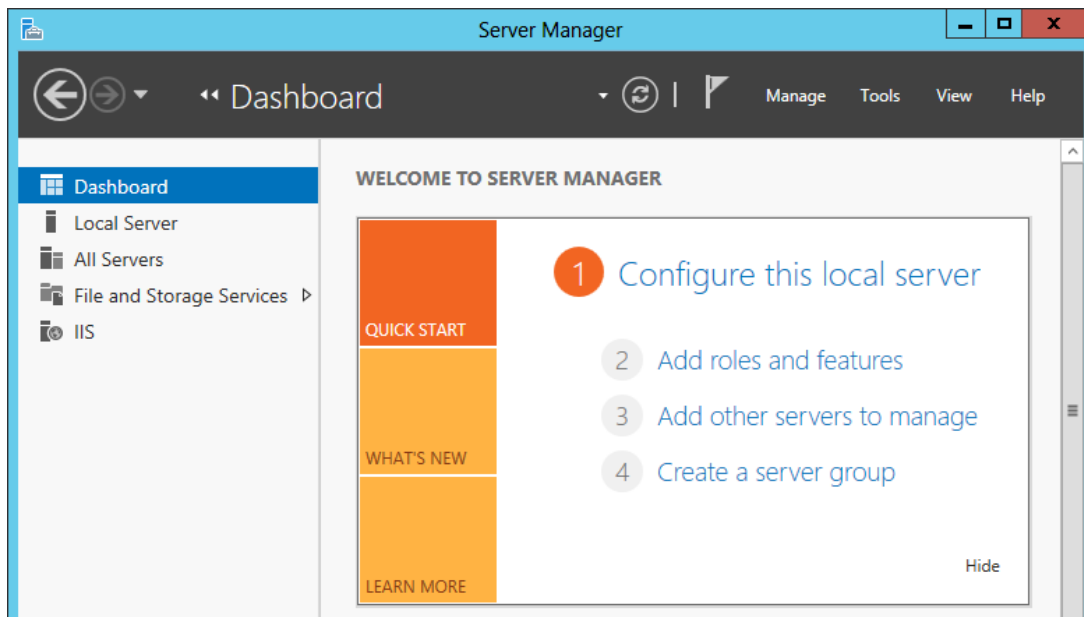 Server Manager
Dashboard
Manage Tools View Help
Dashboard
Local Server
All Servers
File and Storage Services
IIS
WELCOME TO SERVER MANAGER
QUICK START
WHAT'S NEW
LEARN MORE
1 Configure this local server
2 Add roles and features
3 Add other servers to manage
4 Create a server group
Hide